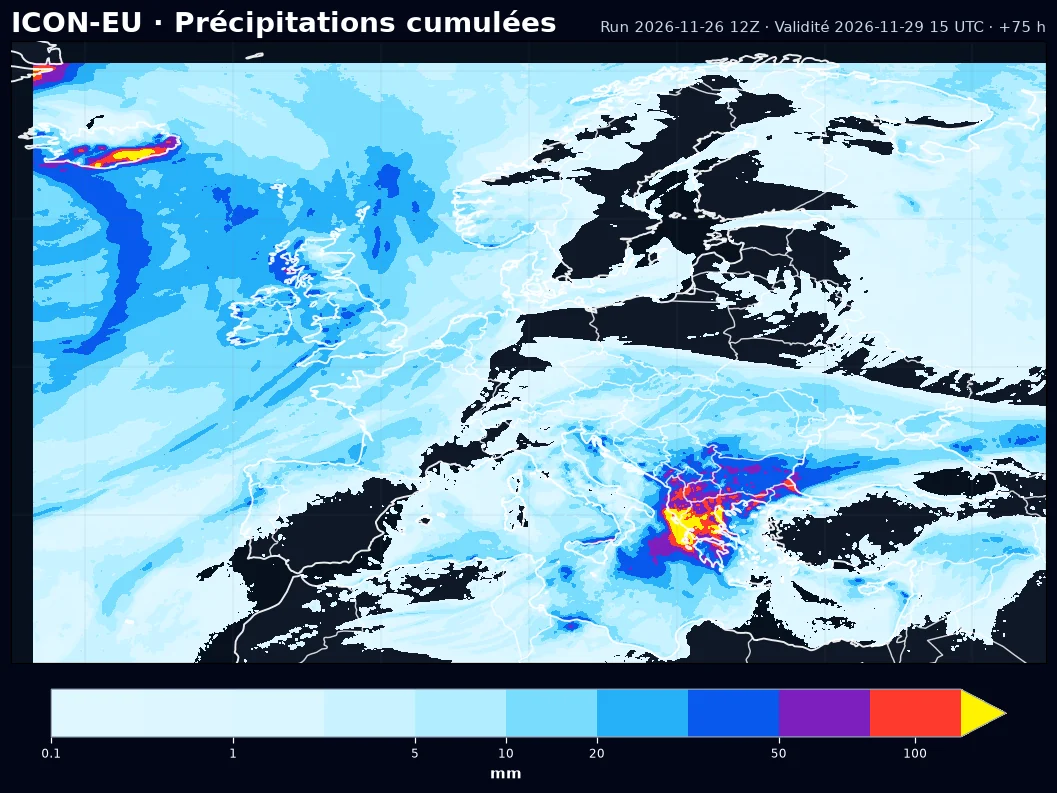 ICON-EU · Précipitations cumulées
Run 2026-11-26 12Z · Validité 2026-11-29 15 UTC · +75 h
0.1 1 5 10 20 50 100
mm